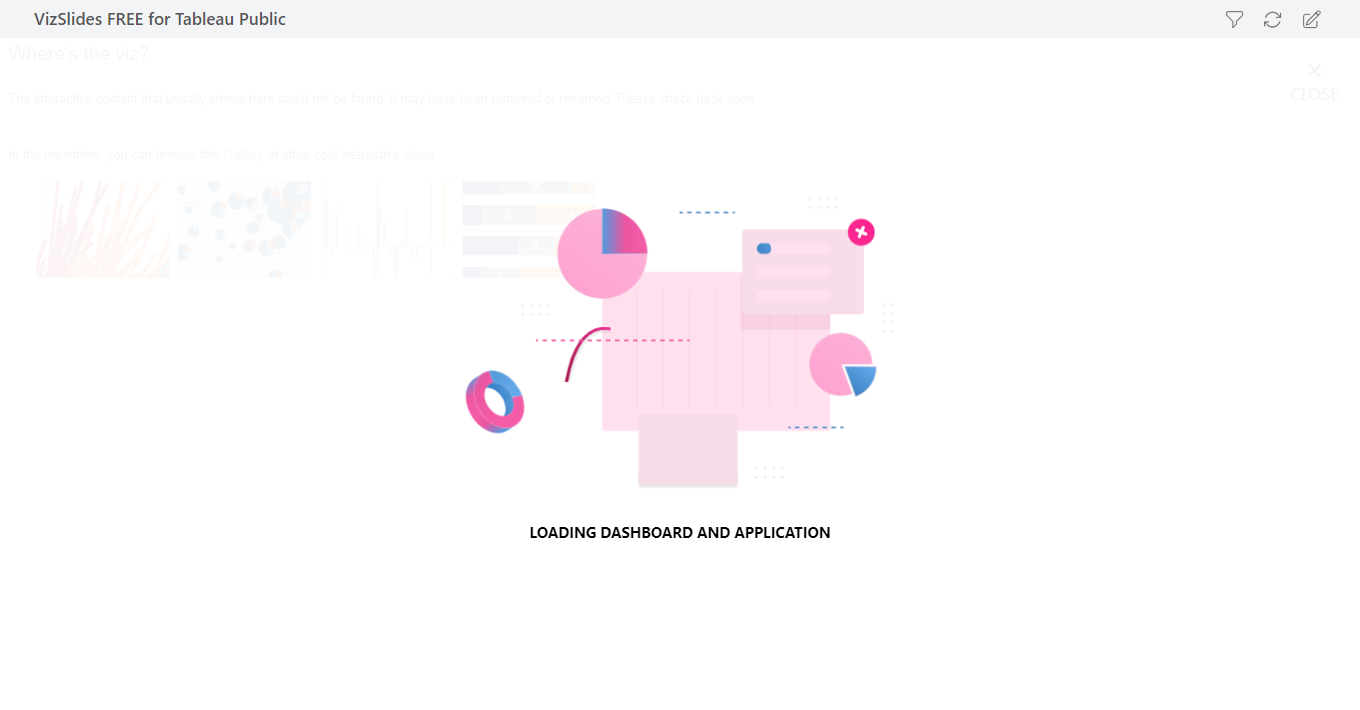 VizSlides FREE for Tableau Public
Where's the viz?
CLOSE
The interactive content that usually shows here could not be found. It may have been removed or renamed. Please check back soon.
In the meantime, you can browse this Gallery of other cool interactive views.
LOADING DASHBOARD AND APPLICATION